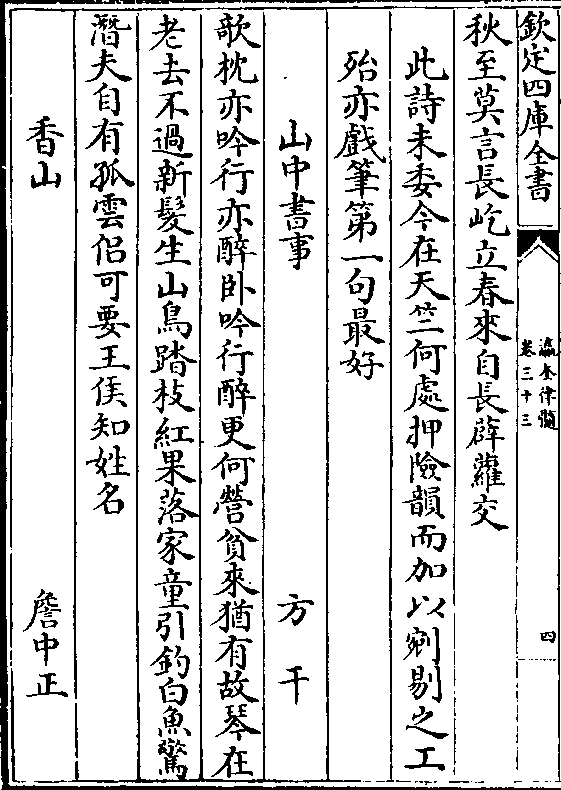 欽定四庫全書
瀛奎律髓
卷三十三
四
秋至莫言長屹立春來自長薜蘿交
此詩未委今在天竺何處押險韻而加以剜剔之工
殆亦戲筆第一句最好
山中書事 方干
欹枕亦吟行亦醉卧吟行醉更何營貧來猶有故琴在
老去不過新髮生山鳥踏枝紅果落家童引釣白魚驚
潛夫自有孤雲侣可要王侯知姓名
香山 詹中正